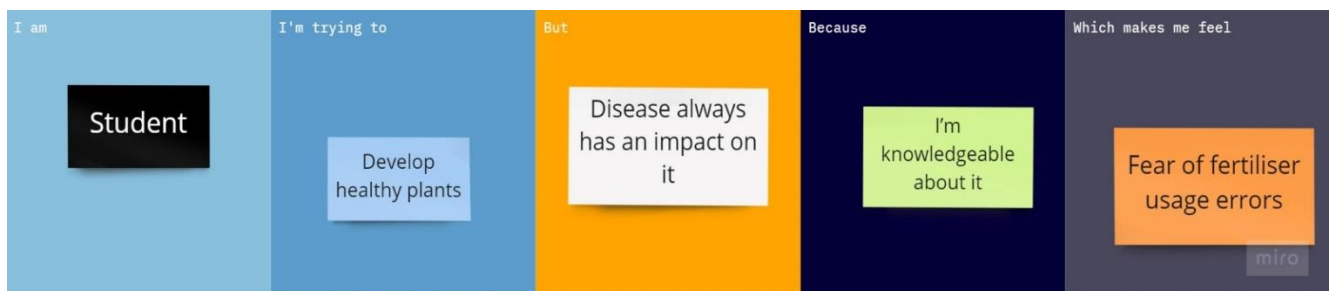 I am
Student
I'm trying to
Develop
healthy plants
But
Disease always
has an impact on
it
Because
I’m
knowledgeable
about it
Which makes me feel
Fear of fertiliser
usage errors
miro